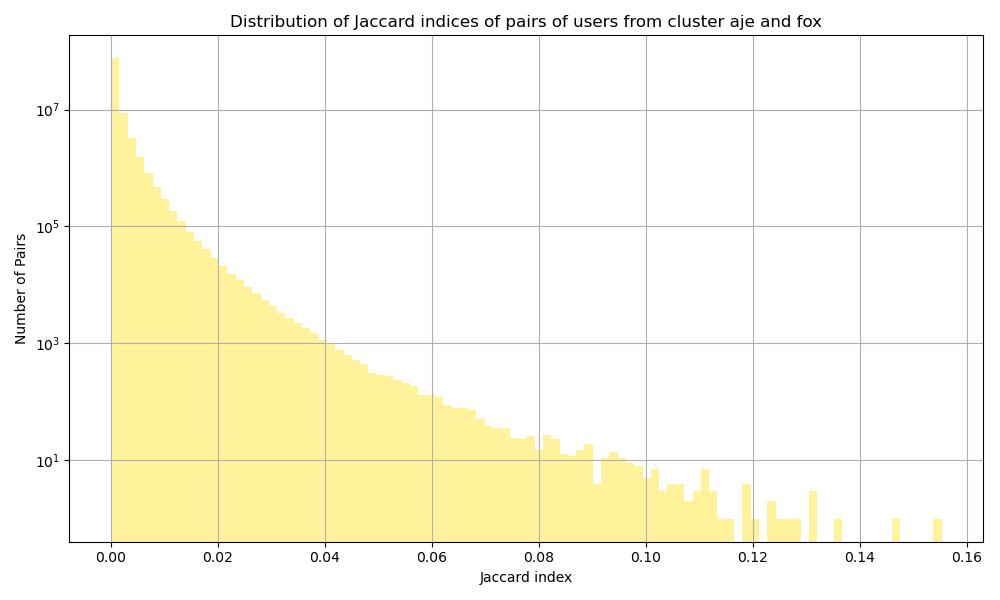 Distribution of Jaccard indices of pairs of users from cluster aje and fox
Number of Pairs
10^7
10^5
10^3
10^1
0.00 0.02 0.04 0.06 0.08 0.10 0.12 0.14 0.16
Jaccard index